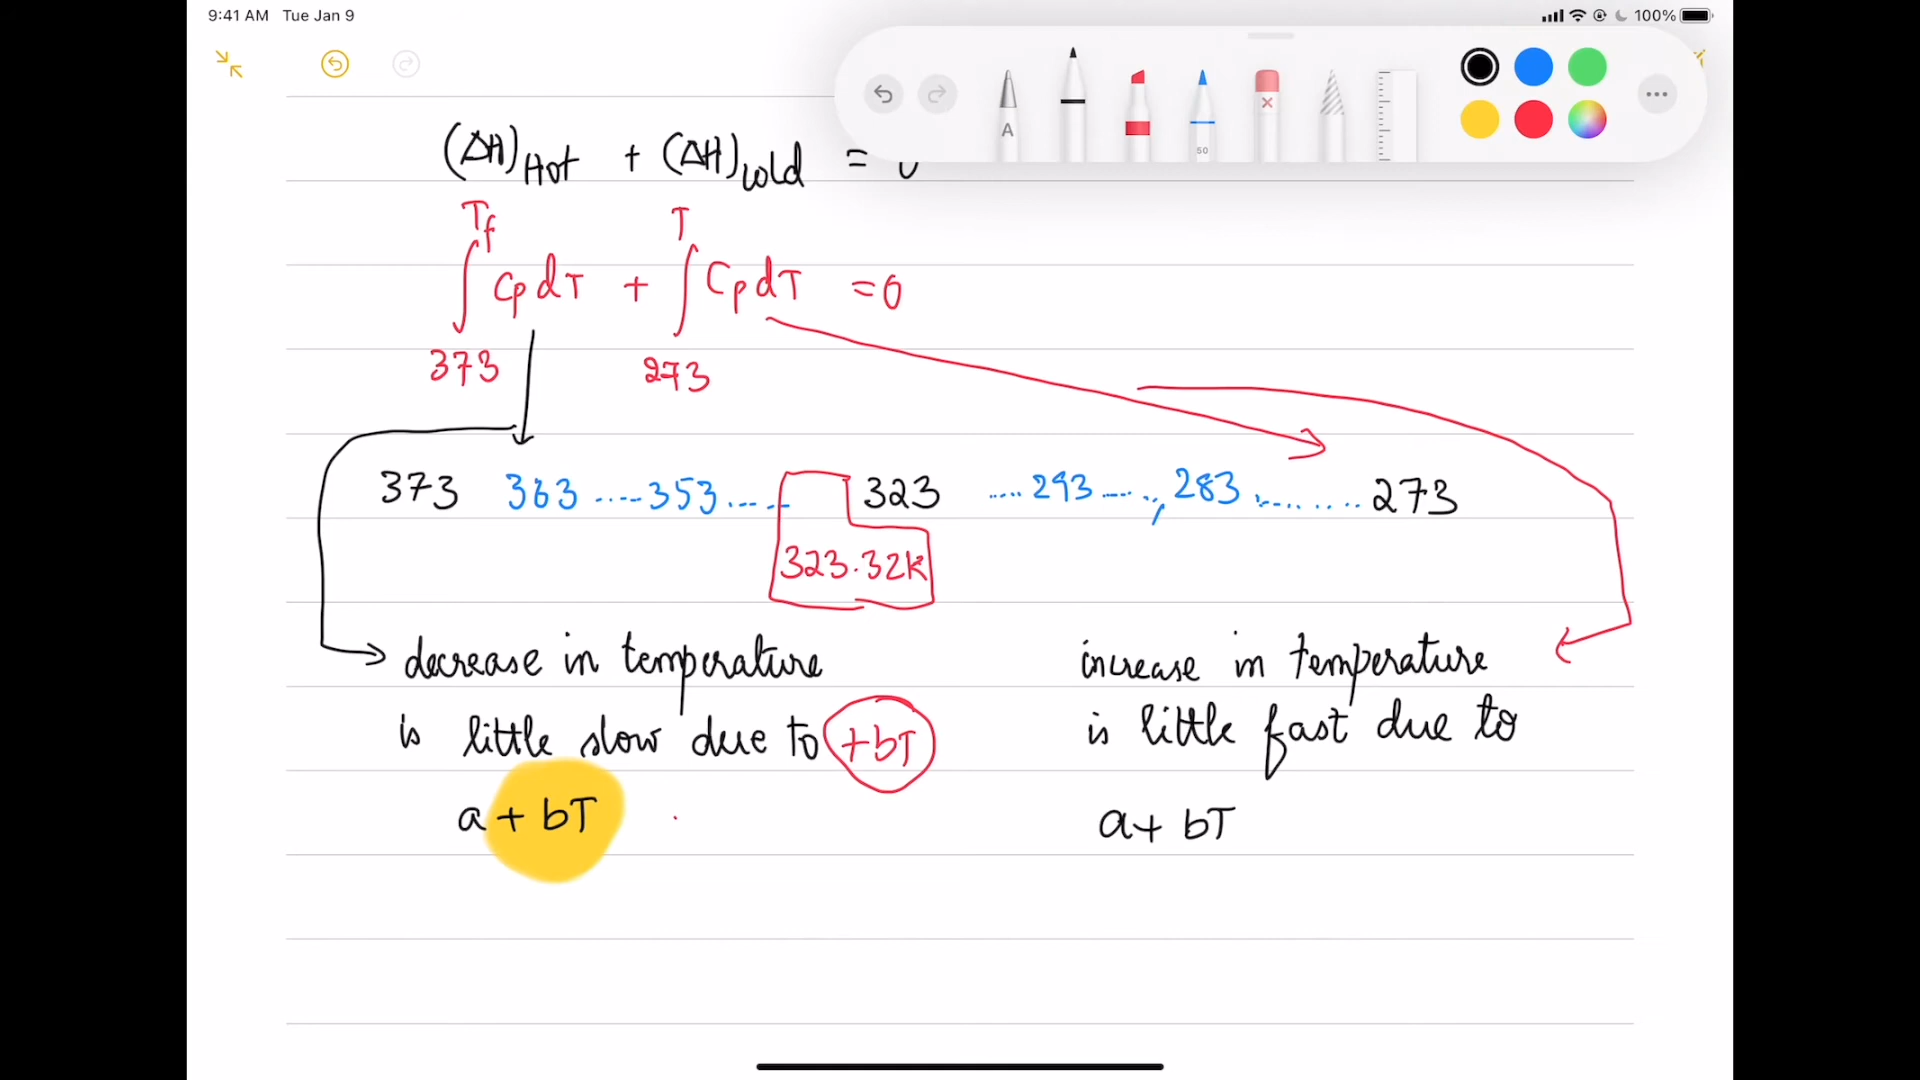 9:41 AM Tue Jan 9
100%
A
50
(ΔH)Hot + (ΔH)cold = 0
Tf T
∫ CpdT + ∫ CpdT = 0
373 273
373 363 ....353.... 323 ....293....,283........ 273
323.32K
decrease in temperature
is little slow due to +bT
a + bT
increase in temperature
is little fast due to
a+ bT